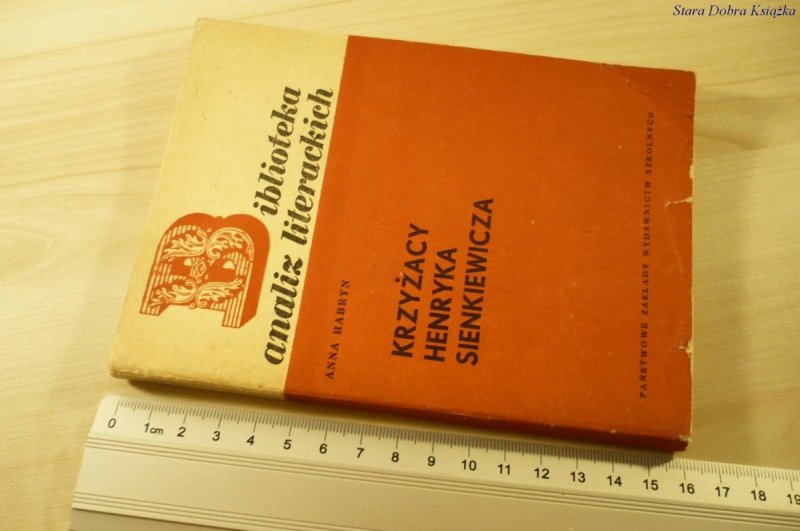 Stara Dobra Książka
Biblioteka
analiz literackich
ANNA HABRYN
KRZYŻACY
HENRYKA
SIENKIEWICZA
PAŃSTWOWE ZAKŁADY WYDAWNICTW SZKOLNYCH
0 1cm 2 3 4 5 6 7 8 9 10 11 12 13 14 15 16 17 18 19